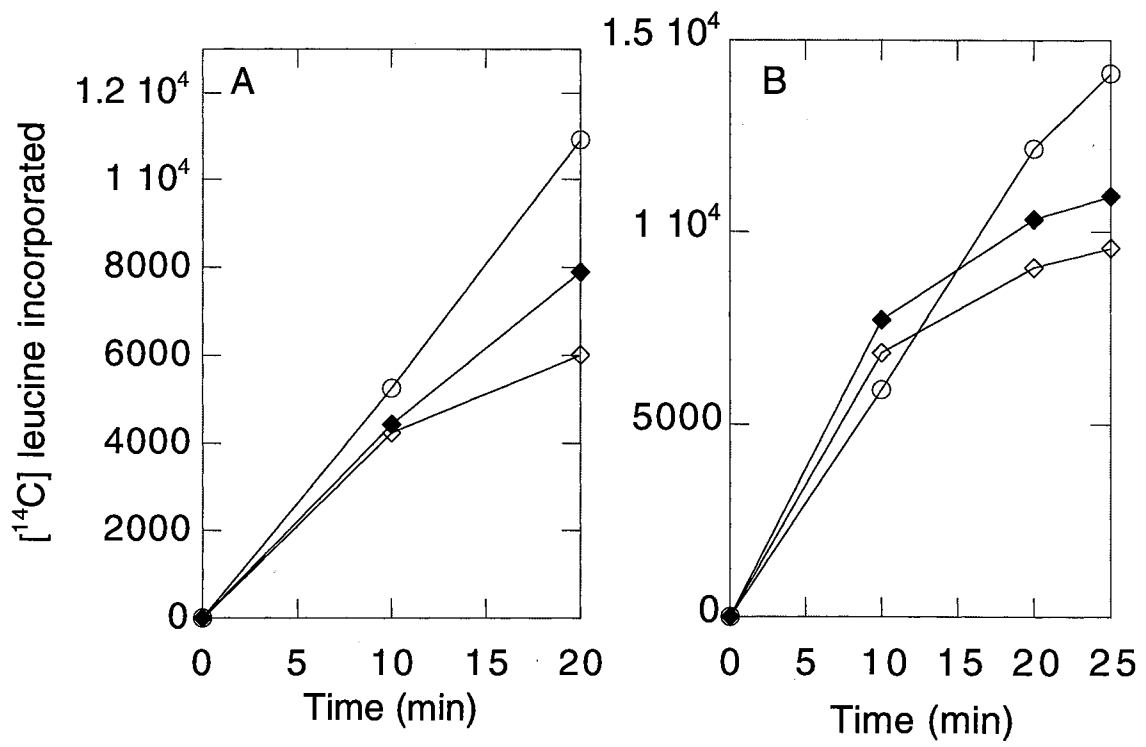 A
1.2 10⁴
1 10⁴
8000
6000
4000
2000
0
0 5 10 15 20
Time (min)
[¹⁴C] leucine incorporated
B
1.5 10⁴
1 10⁴
5000
0
0 5 10 15 20 25
Time (min)